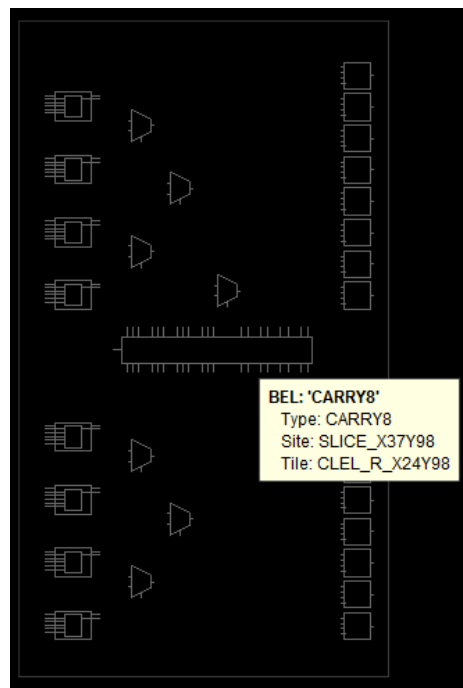 BEL: 'CARRY8'
Type: CARRY8
Site: SLICE_X37Y98
Tile: CLEL_R_X24Y98